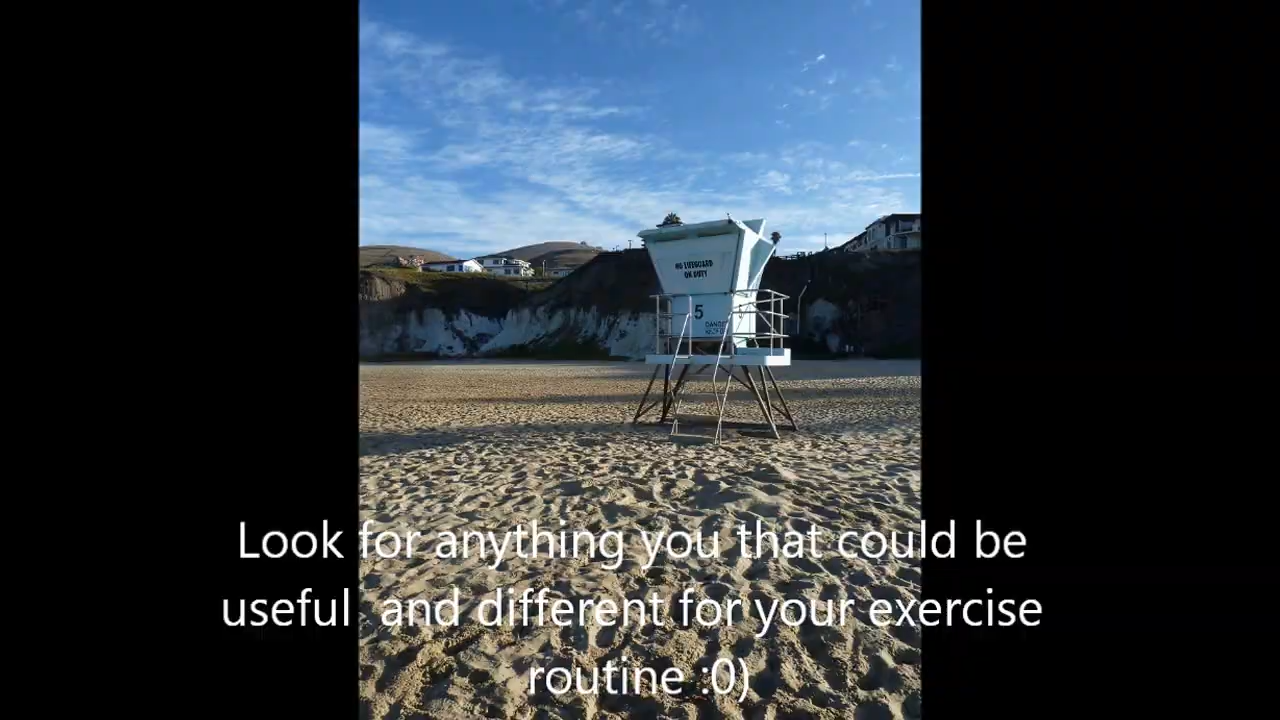 NO LIFEGUARD
ON DUTY
5
Look for anything you that could be
useful  and different for your exercise
routine :0)